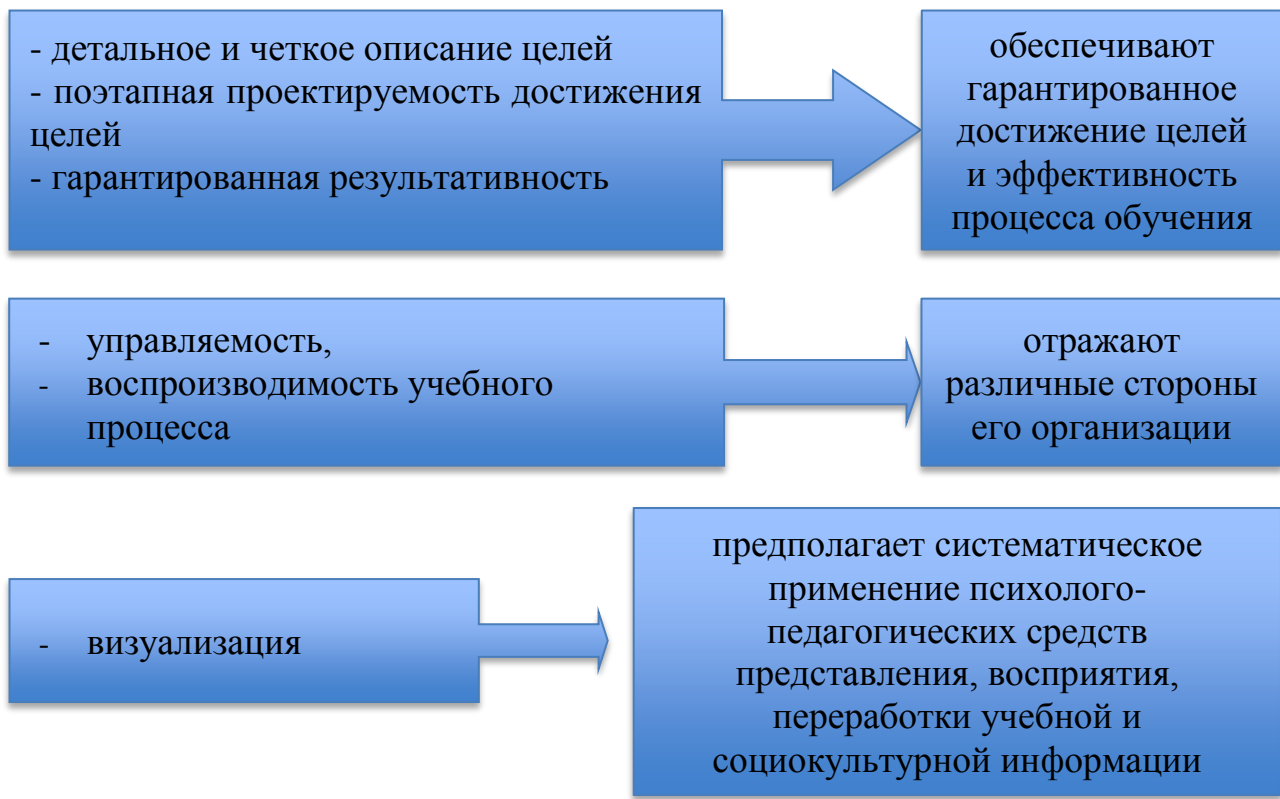 - детальное и четкое описание целей
- поэтапная проектируемость достижения
целей
- гарантированная результативность
обеспечивают
гарантированное
достижение целей
и эффективность
процесса обучения
- управляемость,
- воспроизводимость учебного
процесса
отражают
различные стороны
его организации
- визуализация
предполагает систематическое
применение психолого-
педагогических средств
представления, восприятия,
переработки учебной и
социокультурной информации